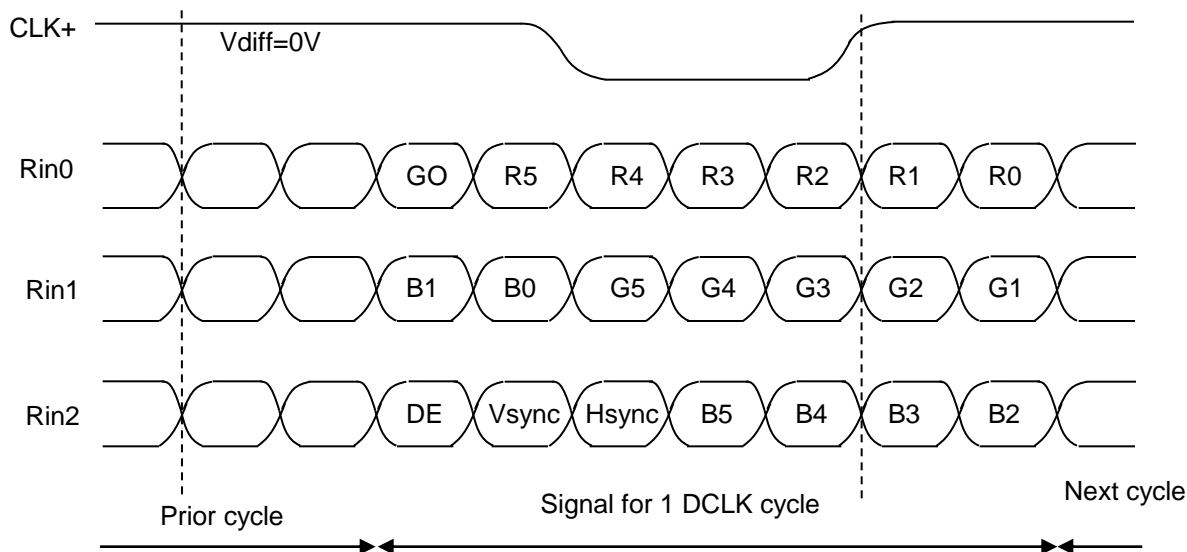 CLK+
Vdiff=0V
Rin0 GO R5 R4 R3 R2 R1 R0
Rin1 B1 B0 G5 G4 G3 G2 G1
Rin2 DE Vsync Hsync B5 B4 B3 B2
Prior cycle Signal for 1 DCLK cycle Next cycle